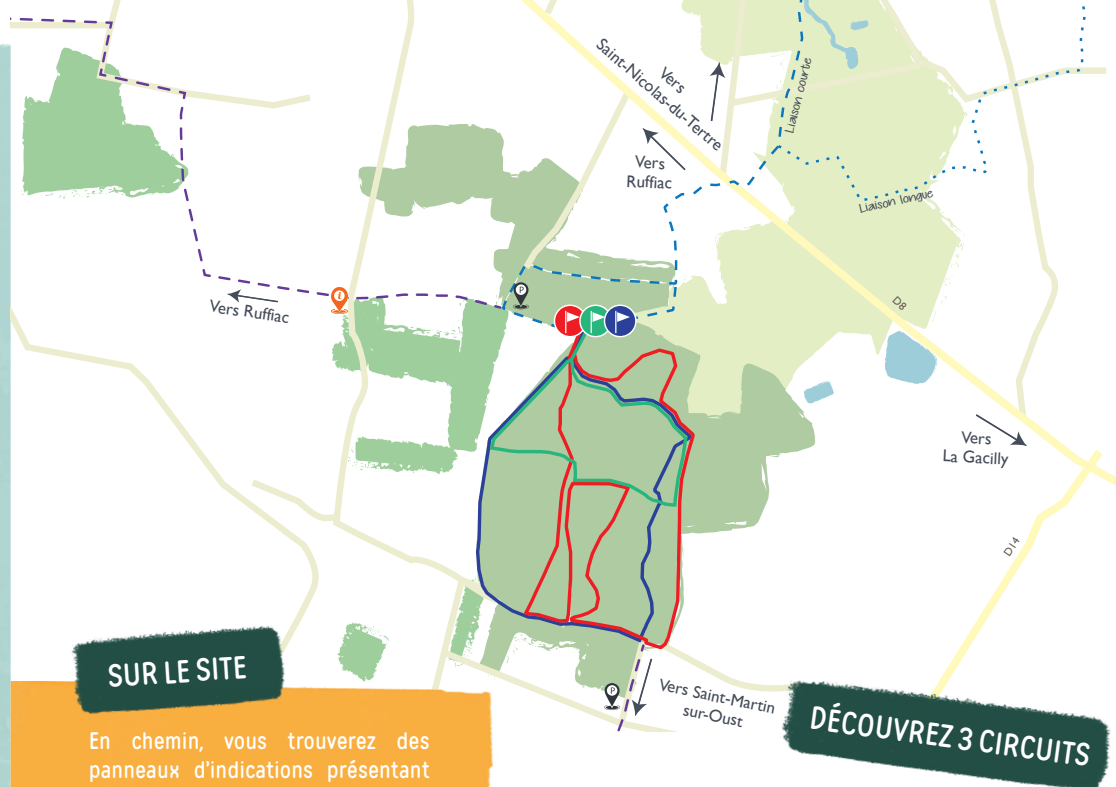 Vers
Saint-Nicolas-du-Tertre
Liaison courte
Vers
Ruffiac
Liaison longue
i
P
Vers Ruffiac
D8
Vers
La Gacilly
D14
P
Vers Saint-Martin
sur-Oust
SUR LE SITE
DÉCOUVREZ 3 CIRCUITS
En chemin, vous trouverez des
panneaux d'indications présentant